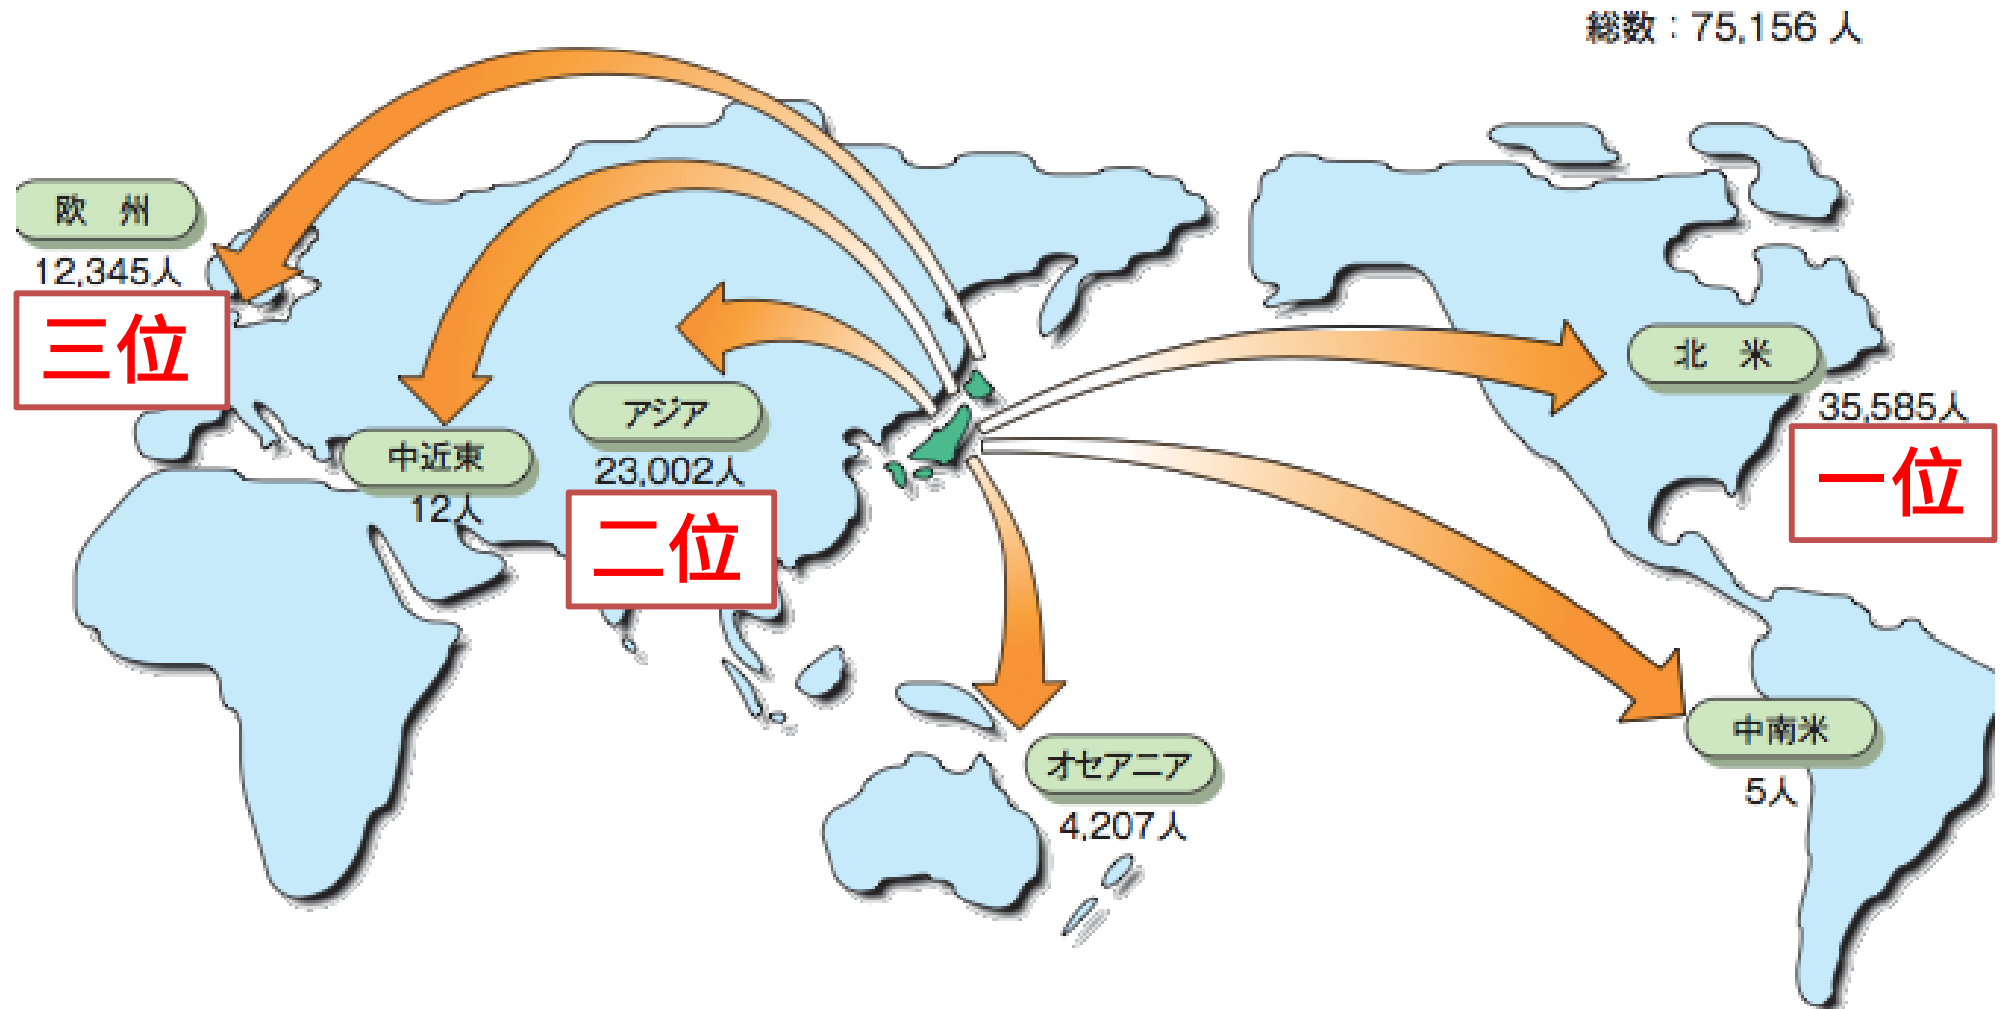 総数：75,156 人
欧　州
12,345人
三位
中近東
12人
アジア
23,002人
二位
北　米
35,585人
一位
オセアニア
4,207人
中南米
5人